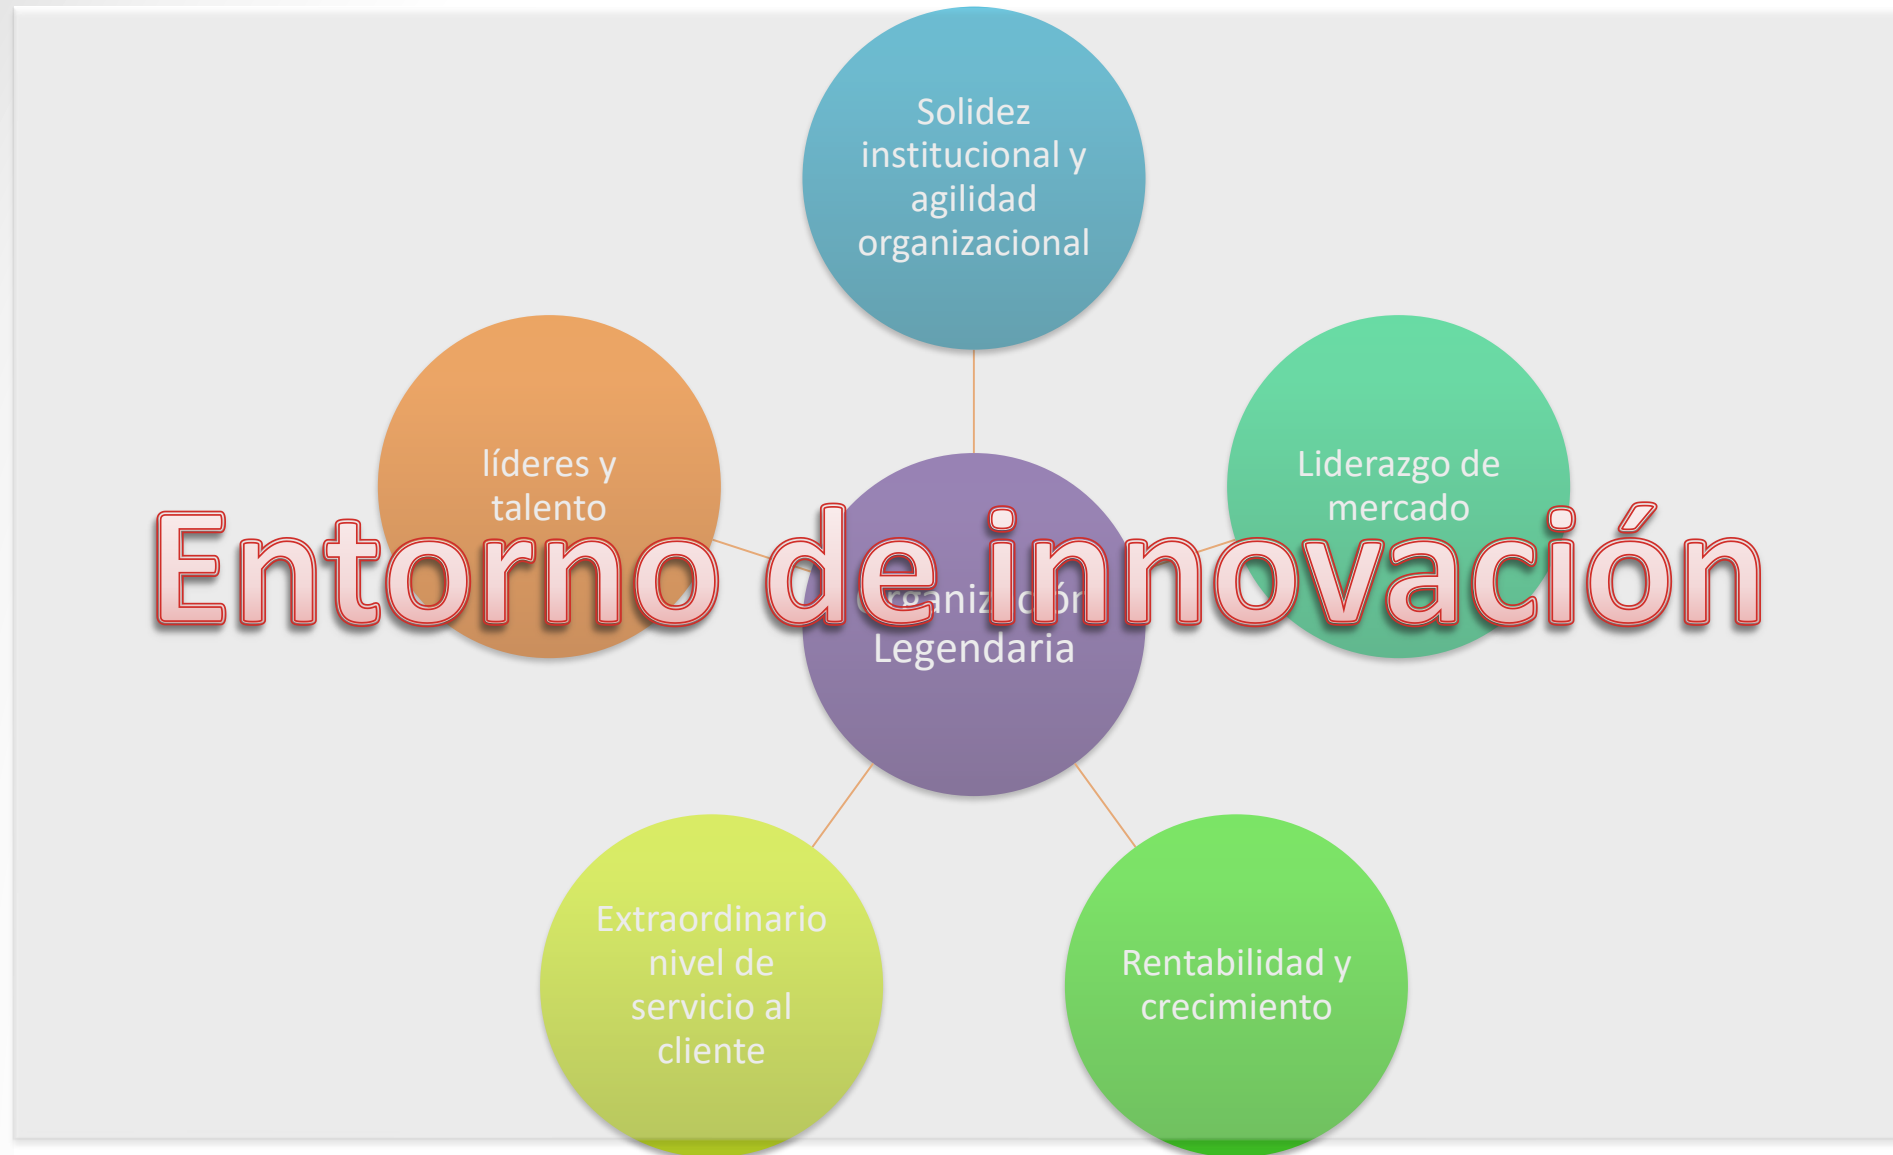 Solidez
institucional y
agilidad
organizacional
líderes y
talento
Liderazgo de
mercado
Entorno de innovación
Organización
Legendaria
Extraordinario
nivel de
servicio al
cliente
Rentabilidad y
crecimiento